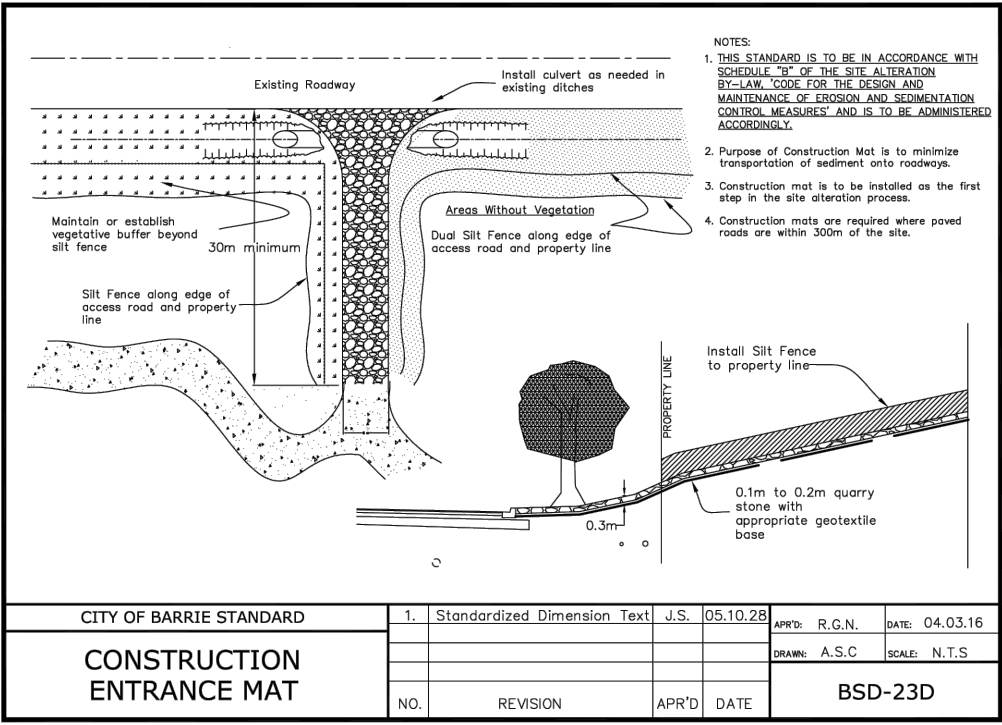 NOTES:
1. THIS STANDARD IS TO BE IN ACCORDANCE WITH
SCHEDULE "B" OF THE SITE ALTERATION
BY-LAW, 'CODE FOR THE DESIGN AND
MAINTENANCE OF EROSION AND SEDIMENTATION
CONTROL MEASURES' AND IS TO BE ADMINISTERED
ACCORDINGLY.
2. Purpose of Construction Mat is to minimize
transportation of sediment onto roadways.
3. Construction mat is to be installed as the first
step in the site alteration process.
4. Construction mats are required where paved
roads are within 300m of the site.
Existing Roadway
Install culvert as needed in
existing ditches
Maintain or establish
vegetative buffer beyond
silt fence
30m minimum
Areas Without Vegetation
Dual Silt Fence along edge of
access road and property line
Silt Fence along edge of
access road and property
line
PROPERTY LINE
Install Silt Fence
to property line
0.3m
0.1m to 0.2m quarry
stone with
appropriate geotextile
base
CITY OF BARRIE STANDARD
CONSTRUCTION
ENTRANCE MAT
1. Standardized Dimension Text J.S. 05.10.28
NO. REVISION APR'D DATE
APR'D: R.G.N. DATE: 04.03.16
DRAWN: A.S.C SCALE: N.T.S
BSD-23D